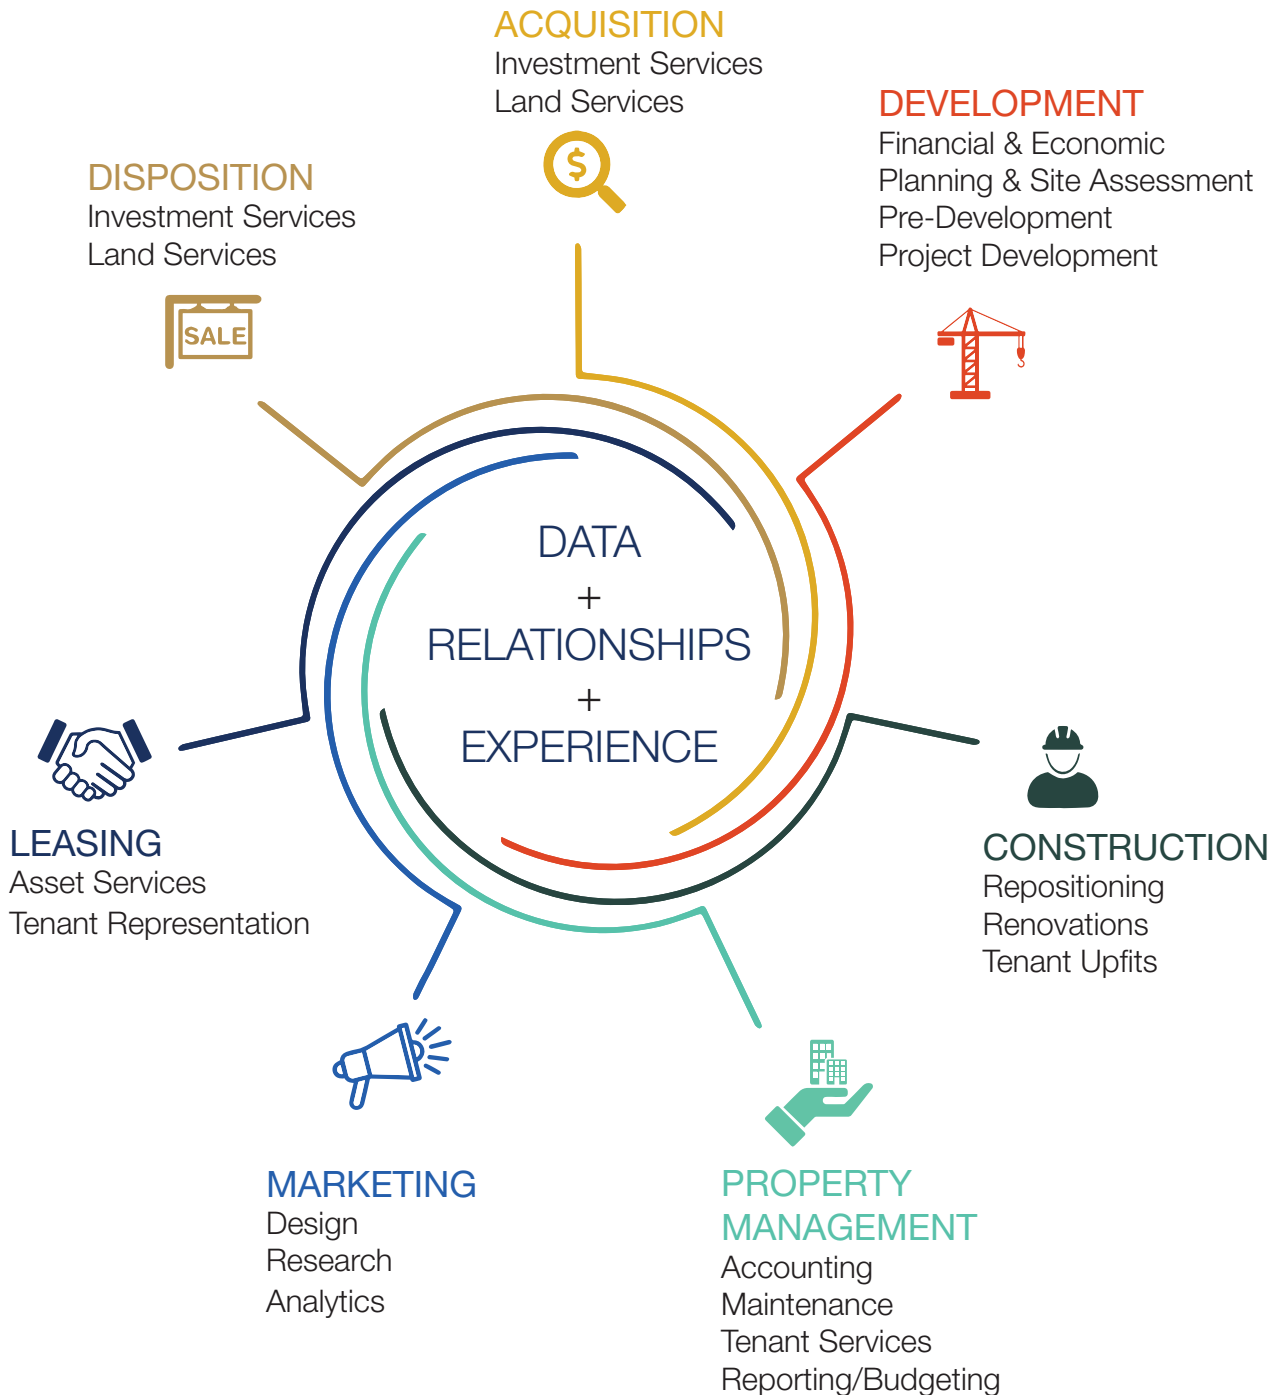 ACQUISITION
Investment Services
Land Services
$
DEVELOPMENT
Financial & Economic
Planning & Site Assessment
Pre-Development
Project Development
DISPOSITION
Investment Services
Land Services
SALE
DATA
+
RELATIONSHIPS
+
EXPERIENCE
LEASING
Asset Services
Tenant Representation
CONSTRUCTION
Repositioning
Renovations
Tenant Upfits
MARKETING
Design
Research
Analytics
PROPERTY
MANAGEMENT
Accounting
Maintenance
Tenant Services
Reporting/Budgeting